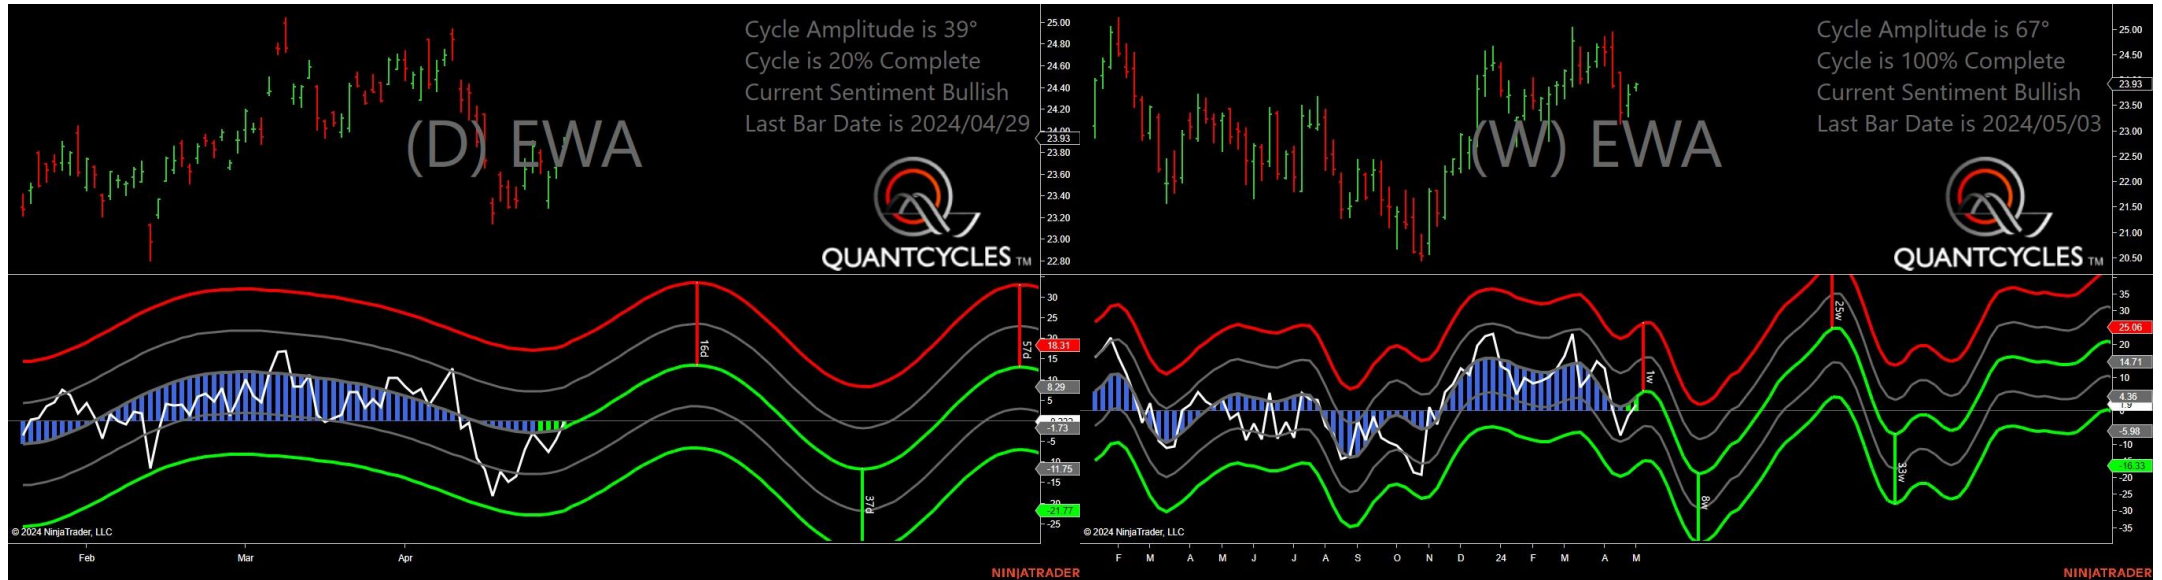 Cycle Amplitude is 39°
Cycle is 20% Complete
Current Sentiment Bullish
Last Bar Date is 2024/04/29
(D) EWA
QUANTCYCLES TM
25.00
24.80
24.60
24.40
24.20
24.00
23.93
23.80
23.60
23.40
23.20
23.00
22.80
30
25
18.31
15
8.29
5
-1.73
-5
-11.75
-15
-21.77
-25
16d
37d
57d
© 2024 NinjaTrader, LLC
Feb
Mar
Apr
NINJATRADER
Cycle Amplitude is 67°
Cycle is 100% Complete
Current Sentiment Bullish
Last Bar Date is 2024/05/03
(W) EWA
QUANTCYCLES TM
25.00
24.50
23.93
23.50
23.00
22.50
22.00
21.50
21.00
20.50
35
30
25.06
20
14.71
10
4.36
1.9
-5.98
-10
-16.33
-20
-25
-30
-35
1w
8w
25w
33w
© 2024 NinjaTrader, LLC
F M A M J J A S O N D 24 F M A M
NINJATRADER